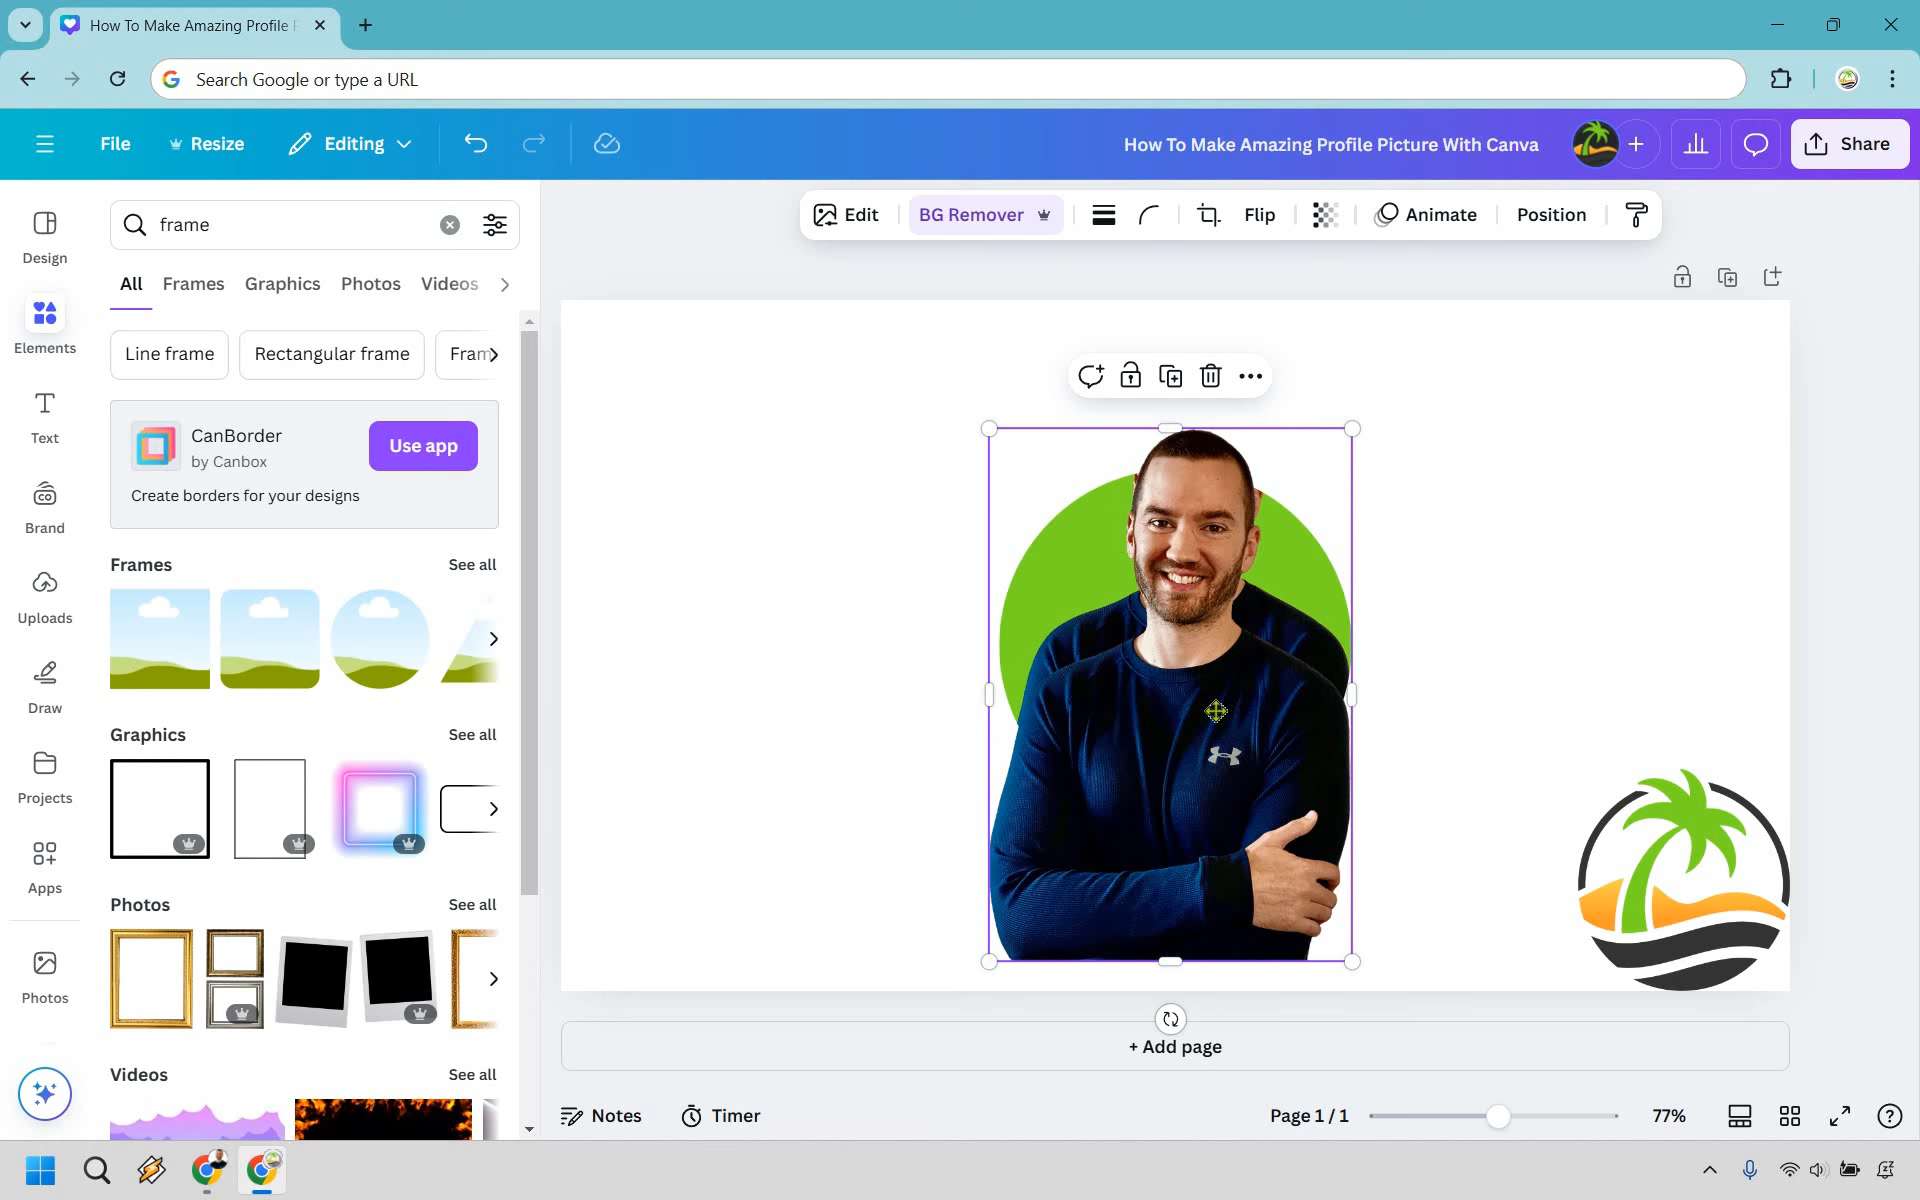 How To Make Amazing Profile
Search Google or type a URL
File
Resize
Editing
How To Make Amazing Profile Picture With Canva
Share
Design
Elements
Text
Brand
Uploads
Draw
Projects
Apps
Photos
frame
All
Frames
Graphics
Photos
Videos
Line frame
Rectangular frame
Fram
CanBorder
by Canbox
Use app
Create borders for your designs
Frames
See all
Graphics
See all
Photos
See all
Videos
See all
Edit
BG Remover
Flip
Animate
Position
+ Add page
Notes
Timer
Page 1 / 1
77%